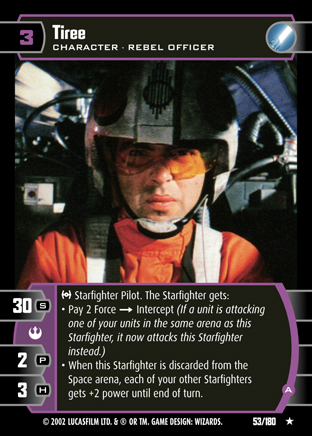 3
Tiree
CHARACTER · REBEL OFFICER
30 S
2 P
3 H
Starfighter Pilot. The Starfighter gets:
• Pay 2 Force → Intercept (If a unit is attacking
one of your units in the same arena as this
Starfighter, it now attacks this Starfighter
instead.)
• When this Starfighter is discarded from the
Space arena, each of your other Starfighters
gets +2 power until end of turn.
A
© 2002 LUCASFILM LTD. & ® OR TM. GAME DESIGN: WIZARDS.
53/180 ★